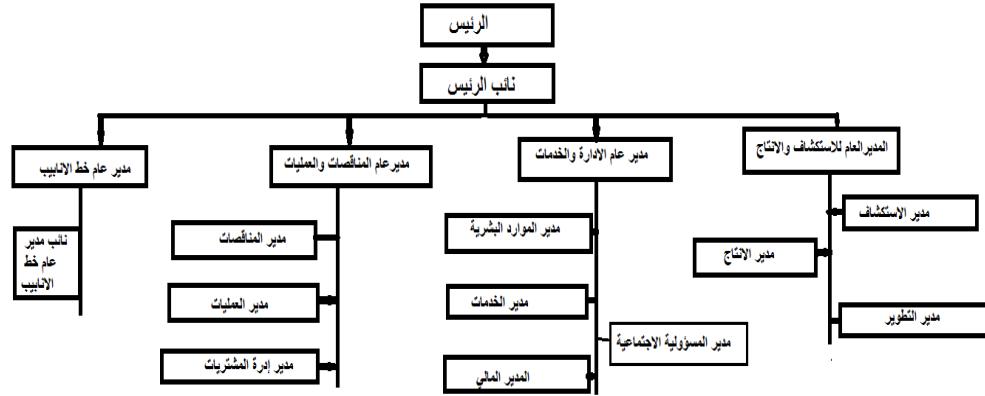 الرئيس
نائب الرئيس
المديرالعام للاستكشاف والانتاج
مدير عام الادارة والخدمات
مديرعام المناقصات والعمليات
مدير عام خط الانابيب
مدير الاستكشاف
مدير الانتاج
مدير التطوير
مدير الموارد البشرية
مدير الخدمات
مدير المسؤولية الاجتماعية
المدير المالي
مدير المناقصات
مدير العمليات
مدير إدرة المشتريات
نائب مدير
عام خط
الانابيب